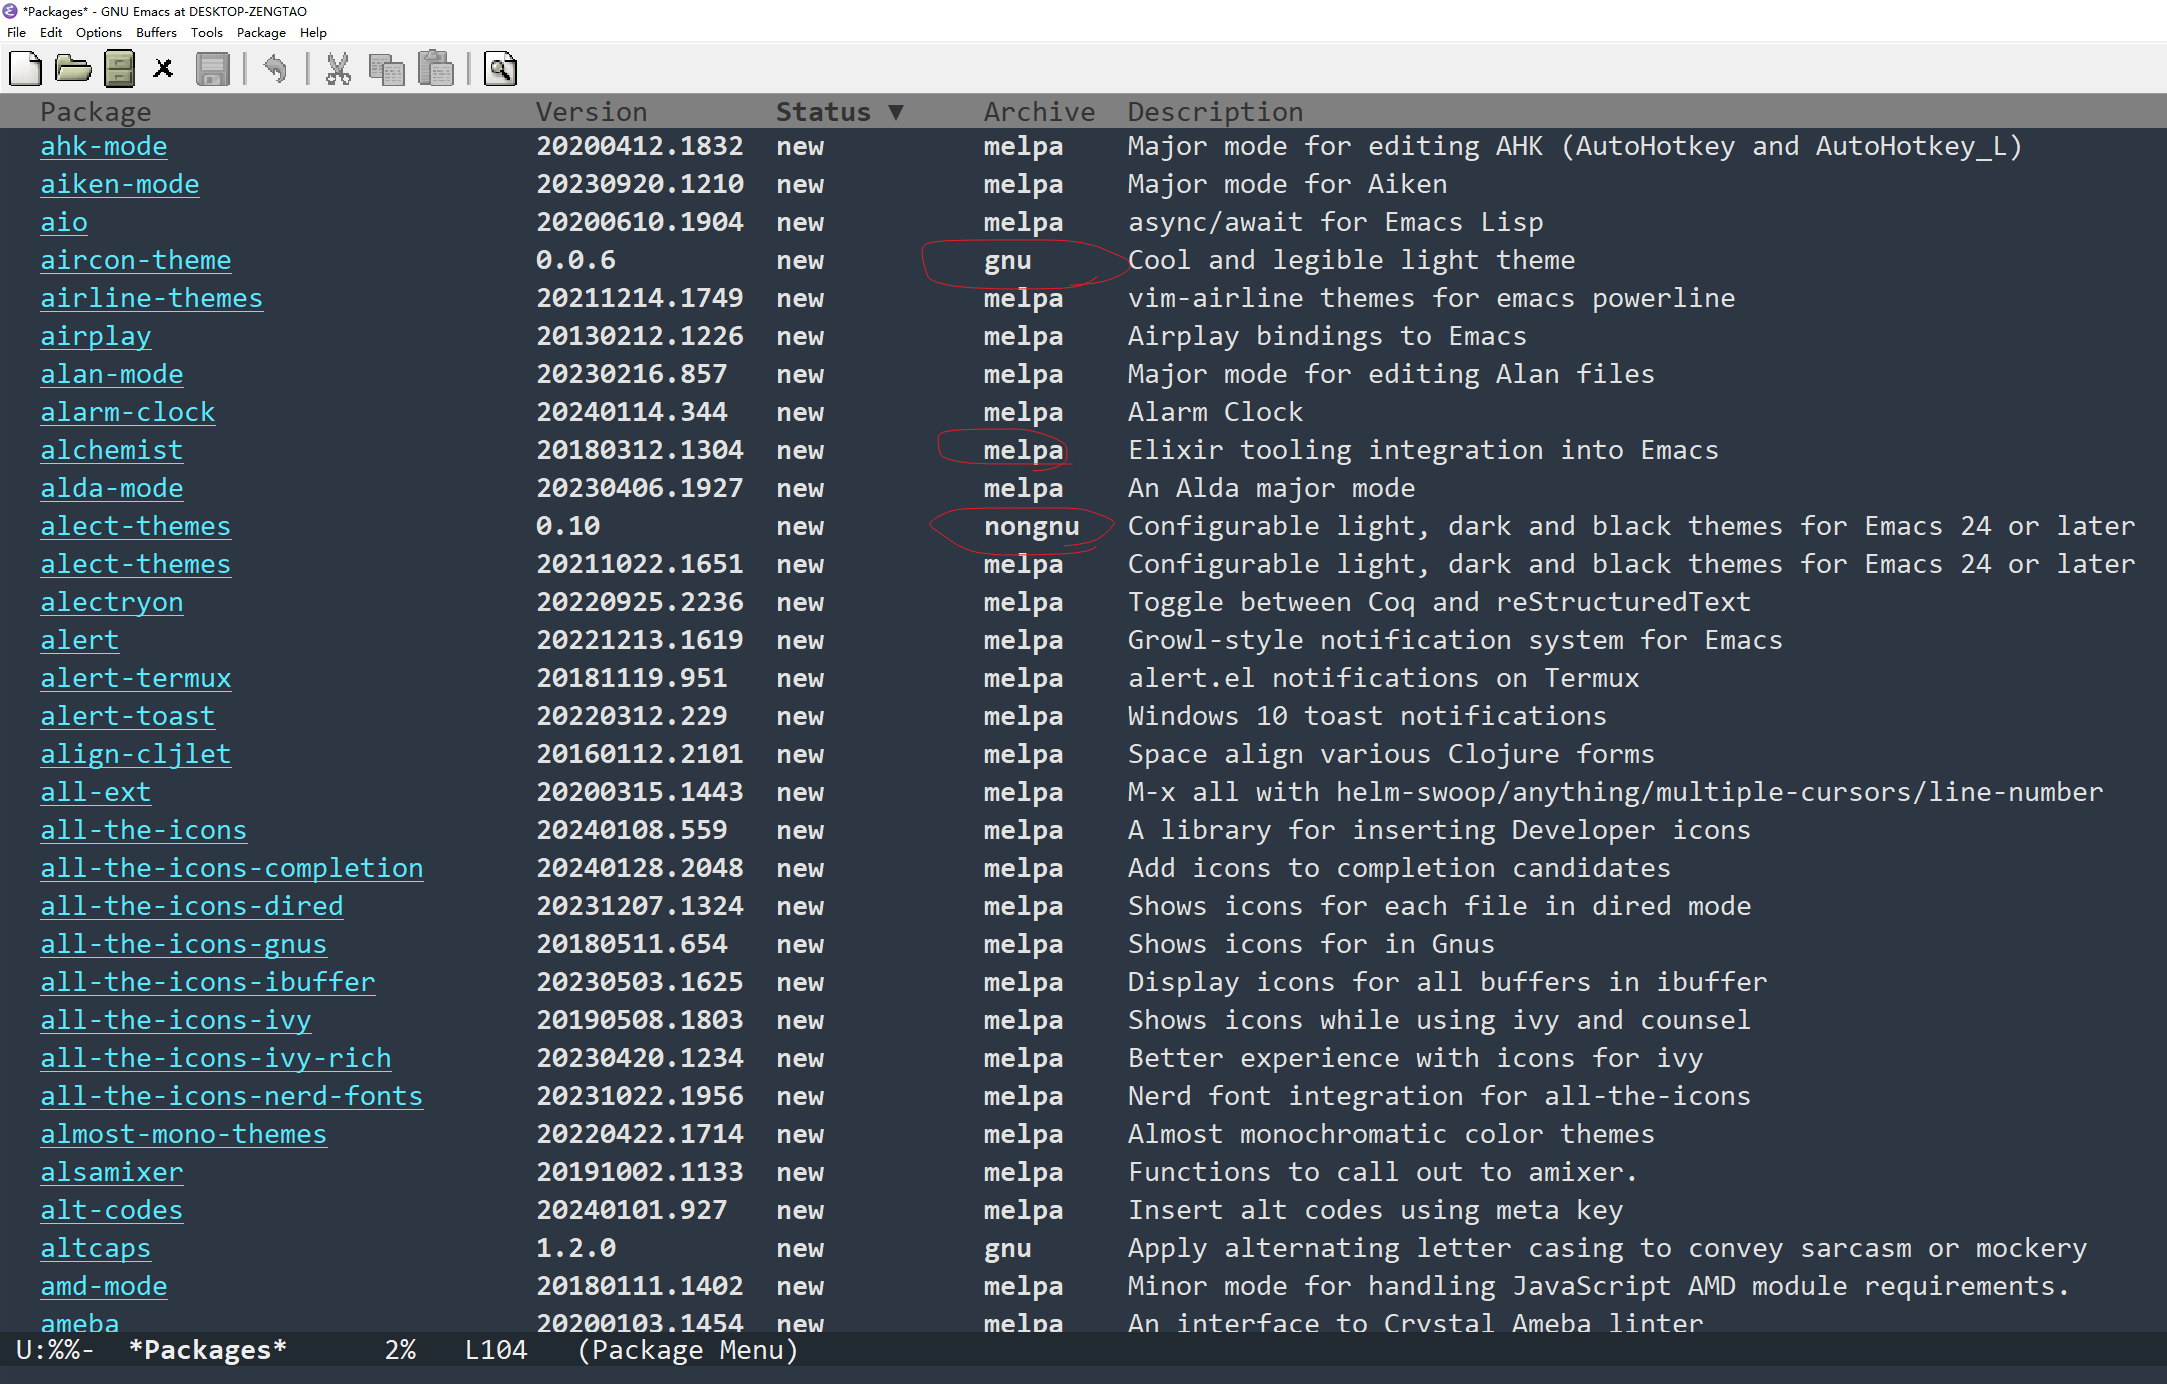 *Packages* - GNU Emacs at DESKTOP-ZENGTAO
File Edit Options Buffers Tools Package Help
Package Version Status ▼ Archive Description
ahk-mode 20200412.1832 new melpa Major mode for editing AHK (AutoHotkey and AutoHotkey_L)
aiken-mode 20230920.1210 new melpa Major mode for Aiken
aio 20200610.1904 new melpa async/await for Emacs Lisp
aircon-theme 0.0.6 new gnu Cool and legible light theme
airline-themes 20211214.1749 new melpa vim-airline themes for emacs powerline
airplay 20130212.1226 new melpa Airplay bindings to Emacs
alan-mode 20230216.857 new melpa Major mode for editing Alan files
alarm-clock 20240114.344 new melpa Alarm Clock
alchemist 20180312.1304 new melpa Elixir tooling integration into Emacs
alda-mode 20230406.1927 new melpa An Alda major mode
alect-themes 0.10 new nongnu Configurable light, dark and black themes for Emacs 24 or later
alect-themes 20211022.1651 new melpa Configurable light, dark and black themes for Emacs 24 or later
alectryon 20220925.2236 new melpa Toggle between Coq and reStructuredText
alert 20221213.1619 new melpa Growl-style notification system for Emacs
alert-termux 20181119.951 new melpa alert.el notifications on Termux
alert-toast 20220312.229 new melpa Windows 10 toast notifications
align-cljlet 20160112.2101 new melpa Space align various Clojure forms
all-ext 20200315.1443 new melpa M-x all with helm-swoop/anything/multiple-cursors/line-number
all-the-icons 20240108.559 new melpa A library for inserting Developer icons
all-the-icons-completion 20240128.2048 new melpa Add icons to completion candidates
all-the-icons-dired 20231207.1324 new melpa Shows icons for each file in dired mode
all-the-icons-gnus 20180511.654 new melpa Shows icons for in Gnus
all-the-icons-ibuffer 20230503.1625 new melpa Display icons for all buffers in ibuffer
all-the-icons-ivy 20190508.1803 new melpa Shows icons while using ivy and counsel
all-the-icons-ivy-rich 20230420.1234 new melpa Better experience with icons for ivy
all-the-icons-nerd-fonts 20231022.1956 new melpa Nerd font integration for all-the-icons
almost-mono-themes 20220422.1714 new melpa Almost monochromatic color themes
alsamixer 20191002.1133 new melpa Functions to call out to amixer.
alt-codes 20240101.927 new melpa Insert alt codes using meta key
altcaps 1.2.0 new gnu Apply alternating letter casing to convey sarcasm or mockery
amd-mode 20180111.1402 new melpa Minor mode for handling JavaScript AMD module requirements.
ameba 20200103.1454 new melpa An interface to Crystal Ameba linter
U:%%- *Packages* 2% L104 (Package Menu)